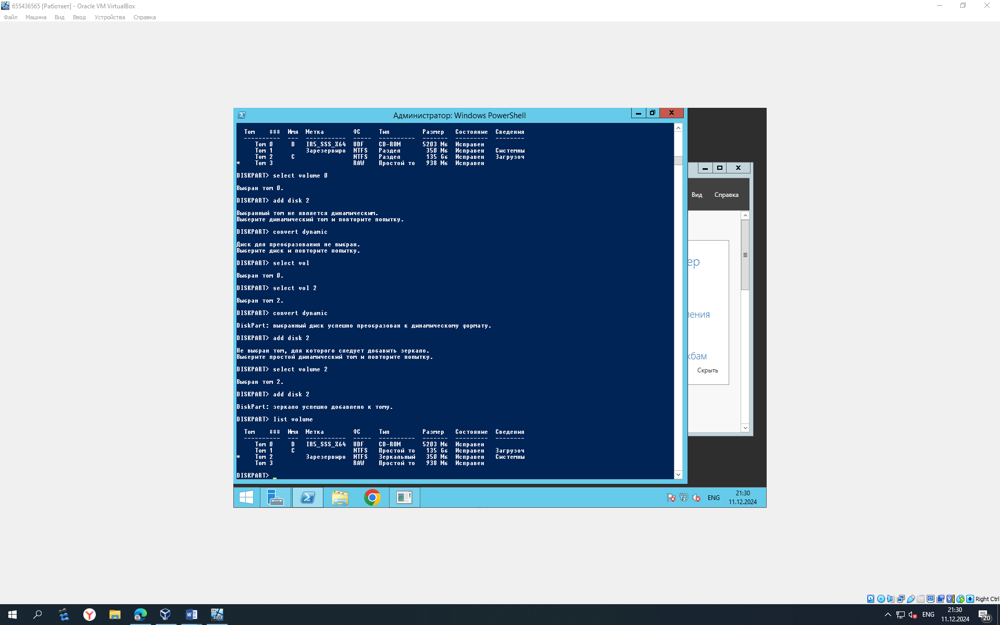 655436565 [Работает] - Oracle VM VirtualBox
Файл Машина Вид Ввод Устройства Справка
Администратор: Windows PowerShell
Том ### Имя Метка ФС Тип Размер Состояние Сведения
---------- --- ----------- ----- ---------- ------- --------- --------
Том 0 D IR5_SSS_X64 UDF CD-ROM 5203 Мб Исправен
Том 1 Зарезервиро NTFS Раздел 350 Мб Исправен Системны
Том 2 C NTFS Раздел 135 Gб Исправен Загрузоч
* Том 3 RAW Простой то 938 Мб Исправен
DISKPART> select volume 0
Выбран том 0.
DISKPART> add disk 2
Выбранный том не является динамическим.
Выберите динамический том и повторите попытку.
DISKPART> convert dynamic
Диск для преобразования не выбран.
Выберите диск и повторите попытку.
DISKPART> select vol
Выбран том 0.
DISKPART> select vol 2
Выбран том 2.
DISKPART> convert dynamic
DiskPart: выбранный диск успешно преобразован к динамическому формату.
DISKPART> add disk 2
Не выбран том, для которого следует добавить зеркало.
Выберите простой динамический том и повторите попытку.
DISKPART> select volume 2
Выбран том 2.
DISKPART> add disk 2
DiskPart: зеркало успешно добавлено к тому.
DISKPART> list volume
Том ### Имя Метка ФС Тип Размер Состояние Сведения
---------- --- ----------- ----- ---------- ------- --------- --------
Том 0 D IR5_SSS_X64 UDF CD-ROM 5203 Мб Исправен
Том 1 C NTFS Простой то 135 Gб Исправен Загрузоч
* Том 2 Зарезервиро NTFS Зеркальный 350 Мб Исправен Системны
Том 3 RAW Простой то 938 Мб Исправен
DISKPART> _
Вид Справка
ер
ления
кбам
Скрыть
ENG
21:30
11.12.2024
Right Ctrl
ENG
21:30
11.12.2024
20